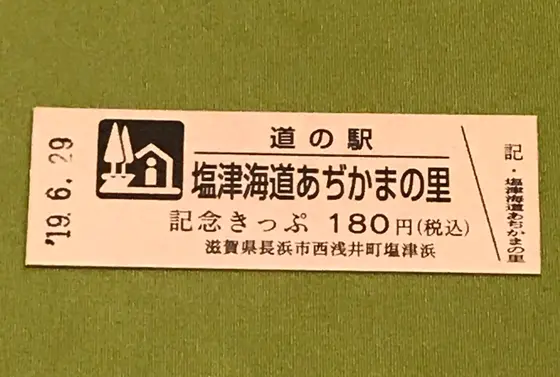 '19.6.29
道の駅
塩津海道あぢかまの里
記念きっぷ 180円(税込)
滋賀県長浜市西浅井町塩津浜
記・塩津海道あぢかまの里